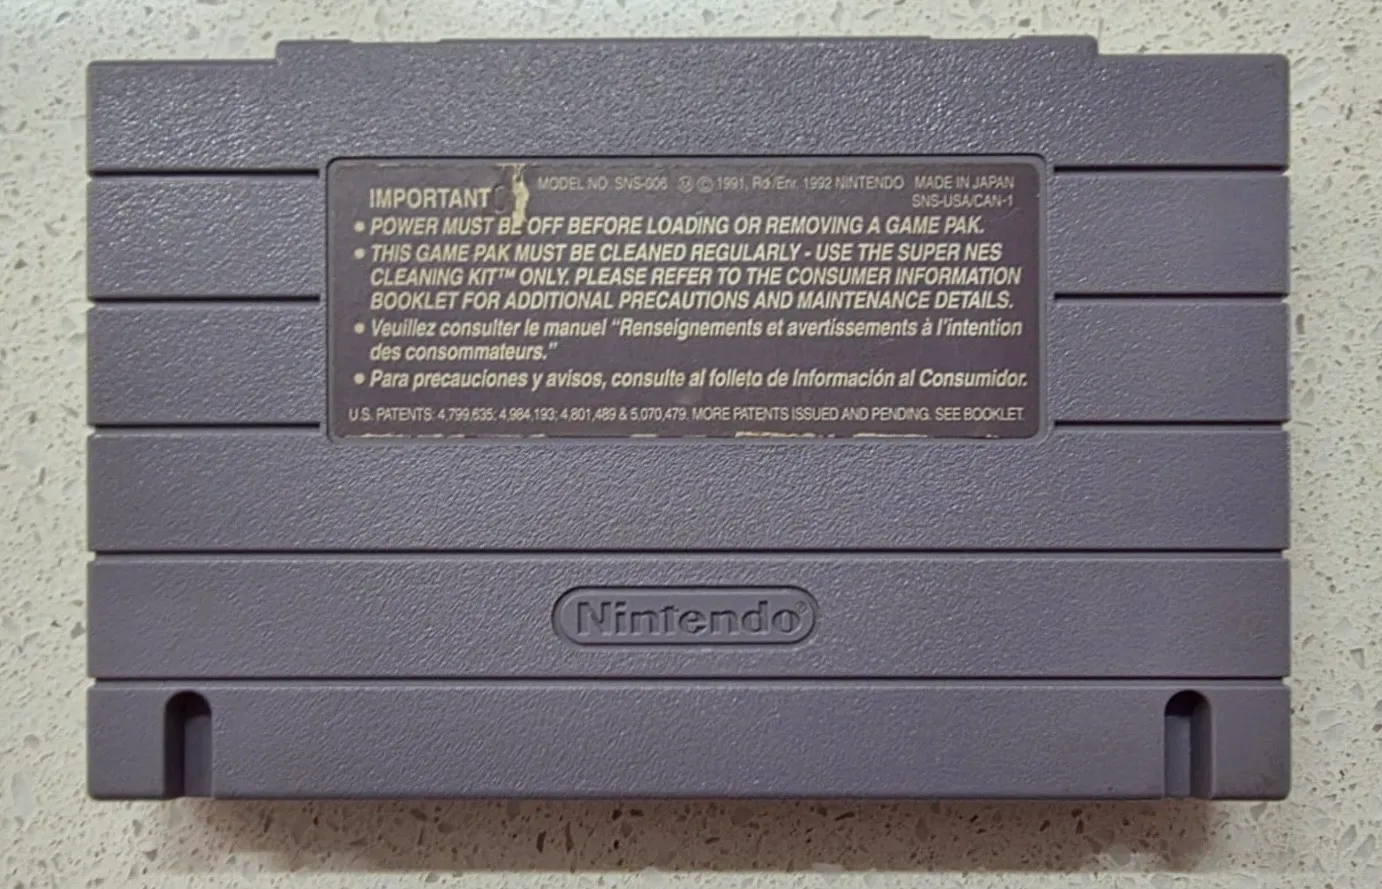 IMPORTANT MODEL NO. SNS-006 Ⓜ © 1991, Rd./Enr. 1992 NINTENDO MADE IN JAPAN
SNS-USA/CAN-1
• POWER MUST BE OFF BEFORE LOADING OR REMOVING A GAME PAK.
• THIS GAME PAK MUST BE CLEANED REGULARLY - USE THE SUPER NES
CLEANING KIT™ ONLY. PLEASE REFER TO THE CONSUMER INFORMATION
BOOKLET FOR ADDITIONAL PRECAUTIONS AND MAINTENANCE DETAILS.
• Veuillez consulter le manuel “Renseignements et avertissements à l'intention
des consommateurs.”
• Para precauciones y avisos, consulte al folleto de Información al Consumidor.
U.S. PATENTS: 4,799,635; 4,984,193; 4,801,489 & 5,070,479. MORE PATENTS ISSUED AND PENDING. SEE BOOKLET.
Nintendo®